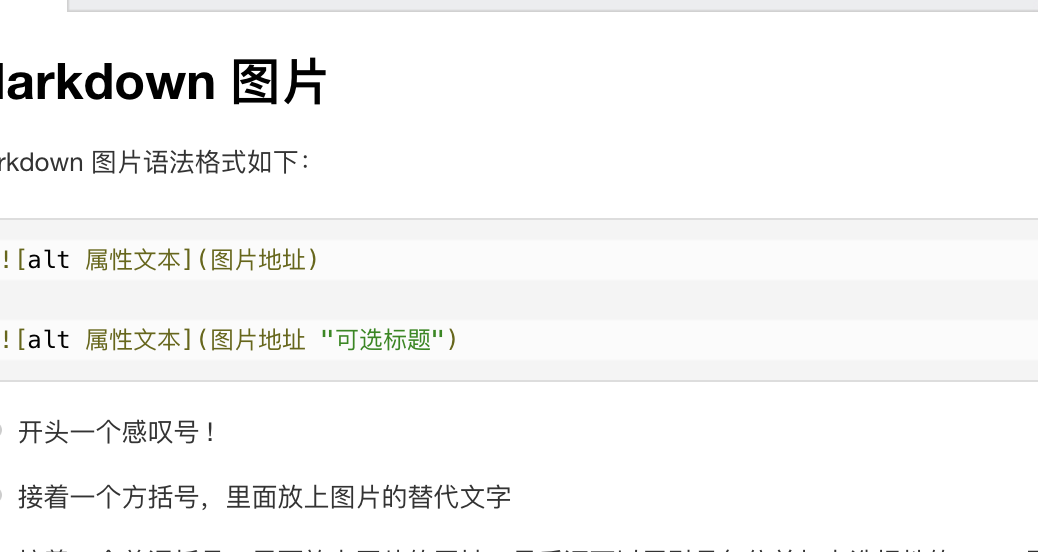 Markdown 图片
rkdown 图片语法格式如下：
![alt 属性文本](图片地址)
![alt 属性文本](图片地址 "可选标题")
开头一个感叹号 !
接着一个方括号，里面放上图片的替代文字